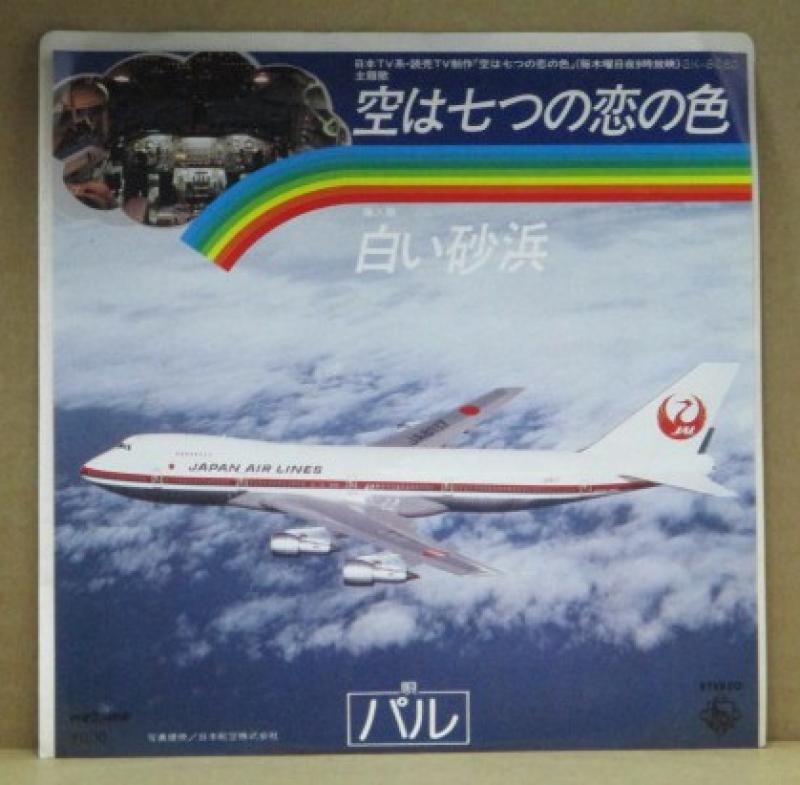 日本TV系・読売TV制作「空は七つの恋の色」(毎木曜日夜9時放映)
主題歌
空は七つの恋の色
挿入歌
白い砂浜
JAPAN AIR LINES
JAL
唄
パル
STEREO
写真提供／日本航空株式会社